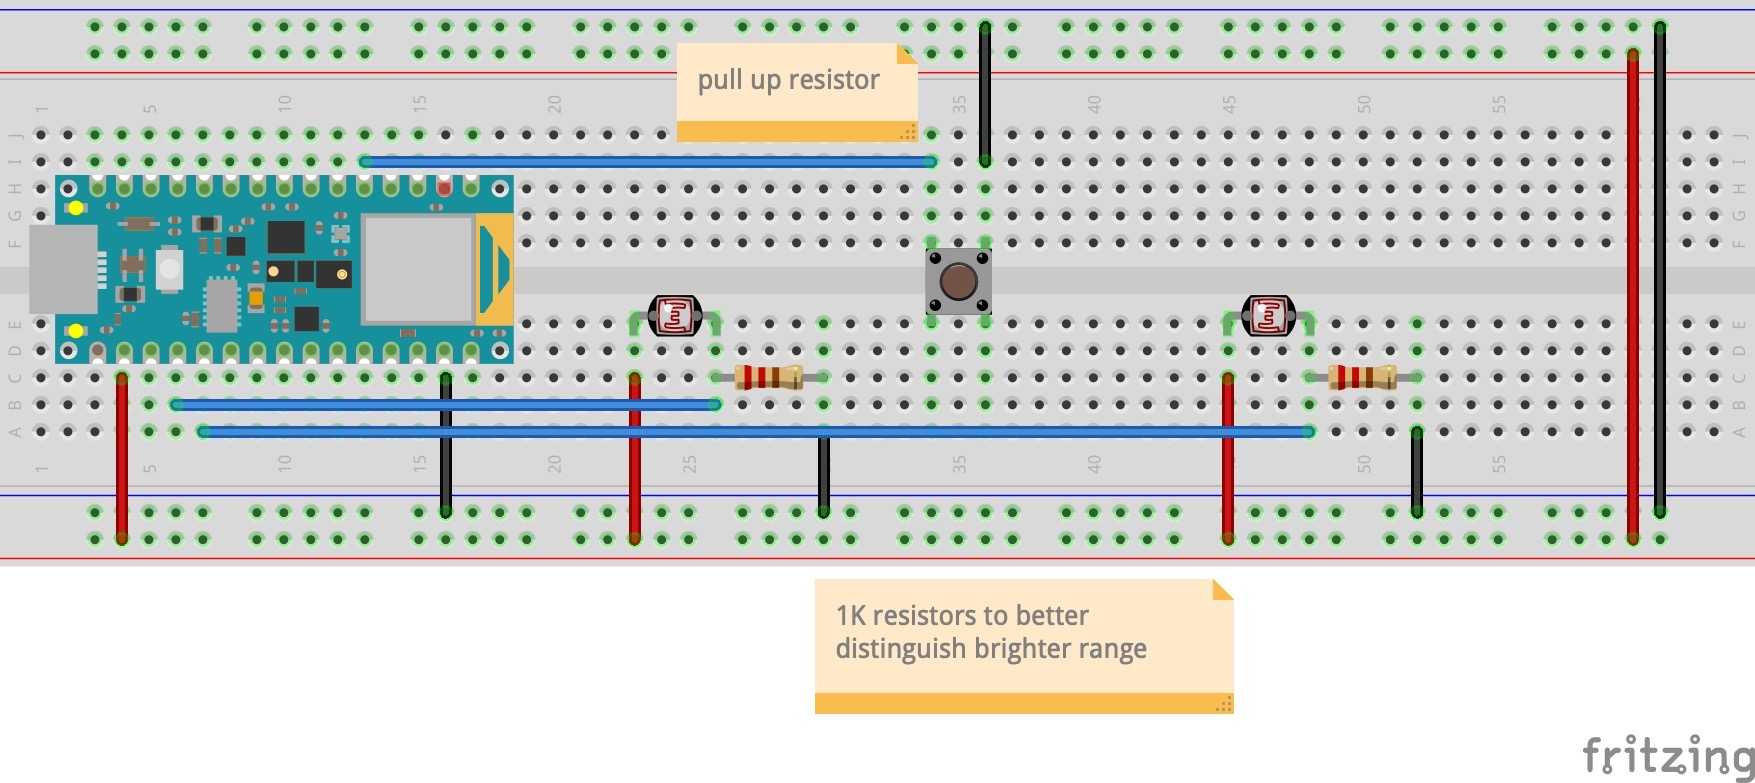 pull up resistor
1 5 10 15 20 35 40 45 50 55
J J
I I
H H
G G
F F
E E
D D
C C
B B
A A
1 5 10 15 20 25 35 40 50 55
1K resistors to better
distinguish brighter range
fritzing